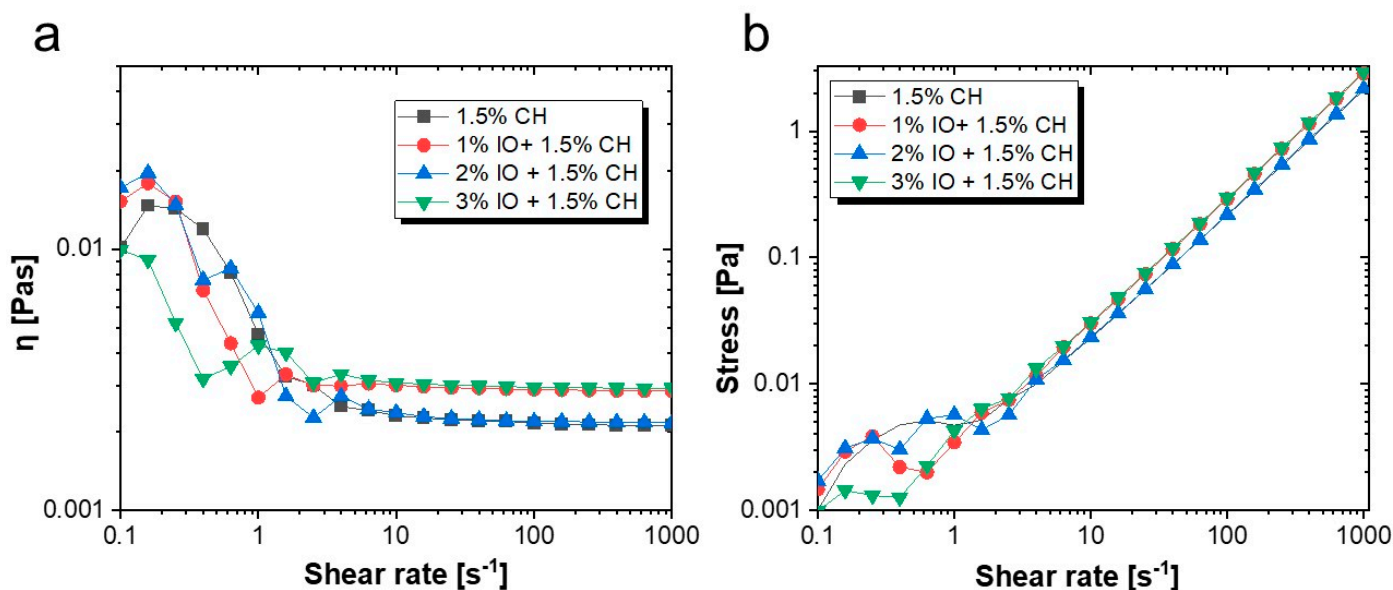 a
0.01
0.001
η [Pas]
1.5% CH
1% IO+ 1.5% CH
2% IO + 1.5% CH
3% IO + 1.5% CH
0.1
1
10
100
1000
Shear rate [s⁻¹]
b
1
0.1
0.01
0.001
Stress [Pa]
1.5% CH
1% IO+ 1.5% CH
2% IO + 1.5% CH
3% IO + 1.5% CH
0.1
1
10
100
1000
Shear rate [s⁻¹]